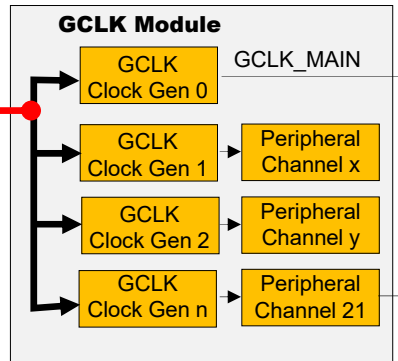 GCLK Module
GCLK
Clock Gen 0
GCLK_MAIN
GCLK
Clock Gen 1
Peripheral
Channel x
GCLK
Clock Gen 2
Peripheral
Channel y
GCLK
Clock Gen n
Peripheral
Channel 21